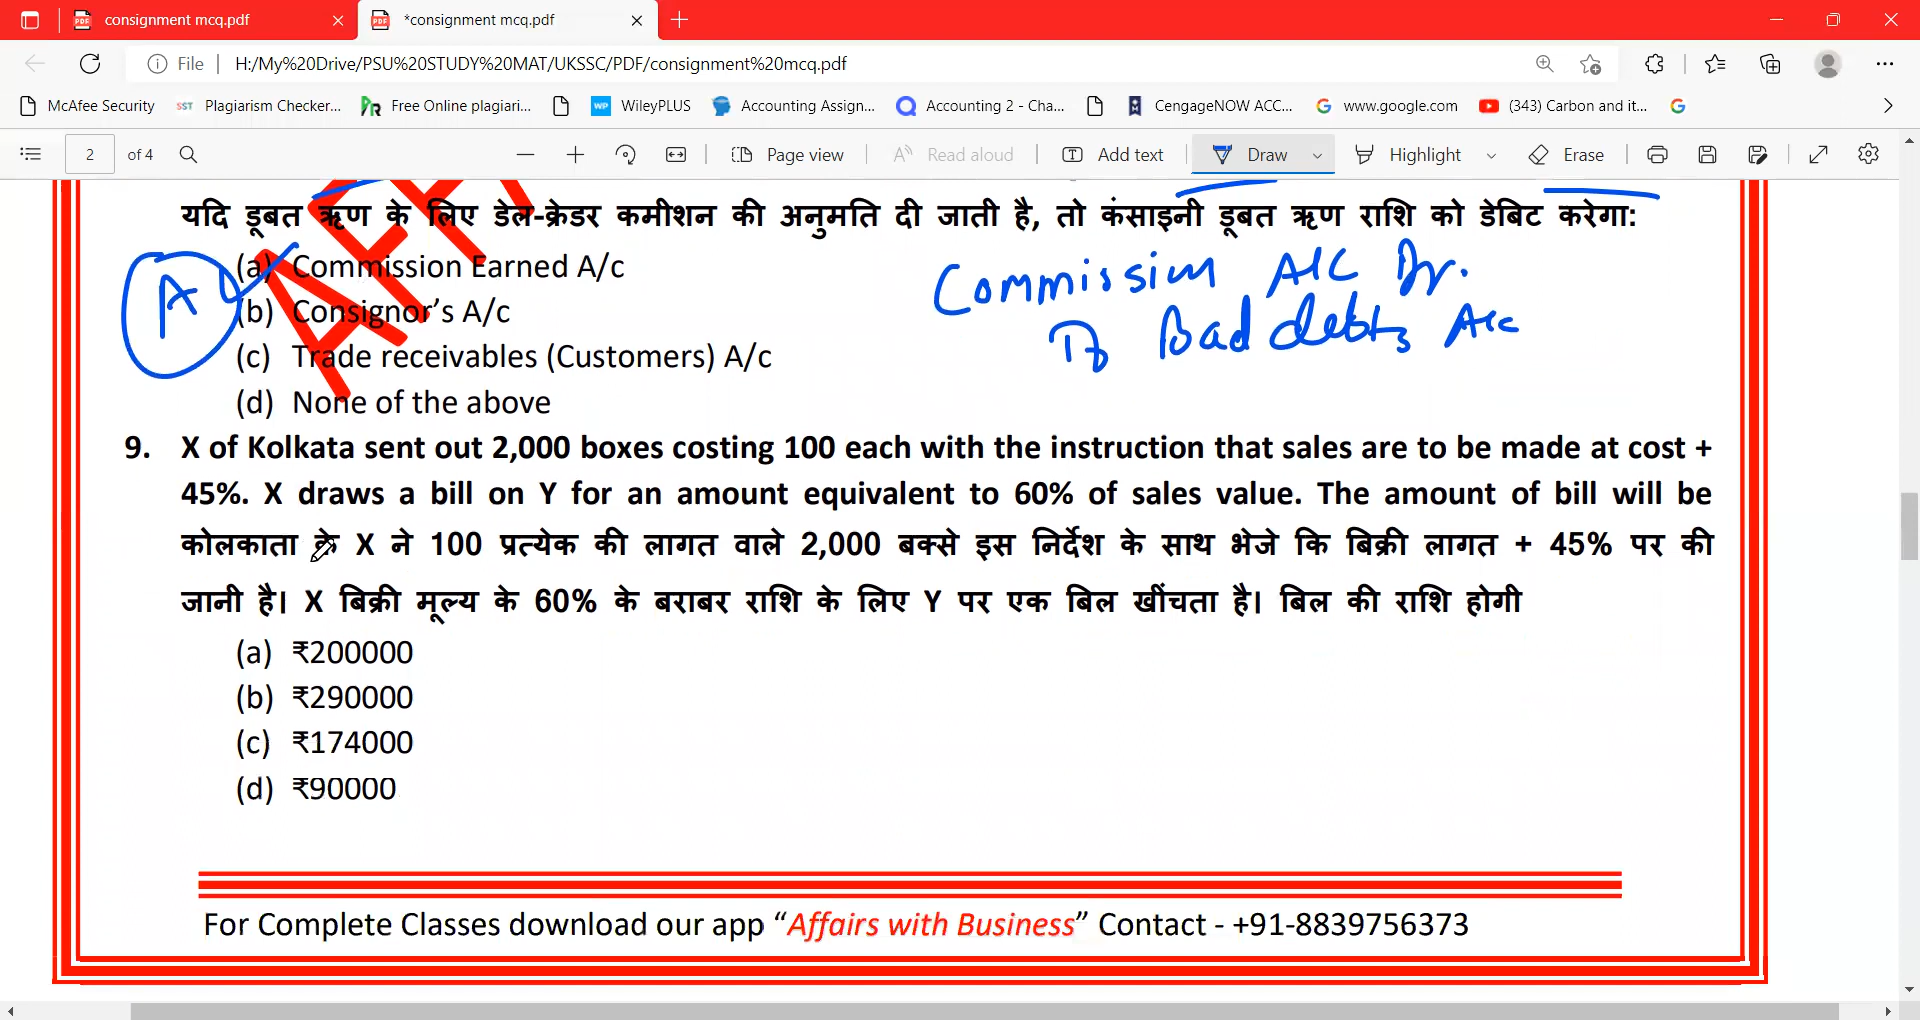 consignment mcq.pdf
*consignment mcq.pdf
File
H:/My%20Drive/PSU%20STUDY%20MAT/UKSSC/PDF/consignment%20mcq.pdf
McAfee Security
SST Plagiarism Checker...
Free Online plagiari...
WP WileyPLUS
Accounting Assign...
Accounting 2 - Cha...
CengageNOW ACC...
www.google.com
(343) Carbon and it...
2 of 4
Page view
Read aloud
Add text
Draw
Highlight
Erase
यदि डूबत ऋण के लिए डेल-क्रेडर कमीशन की अनुमति दी जाती है, तो कंसाइनी डूबत ऋण राशि को डेबिट करेगा:
(a) Commission Earned A/c
(b) Consignor's A/c
(c) Trade receivables (Customers) A/c
(d) None of the above
A
Commission A/C Dr.
To Bad debts A/c
9. X of Kolkata sent out 2,000 boxes costing 100 each with the instruction that sales are to be made at cost +
45%. X draws a bill on Y for an amount equivalent to 60% of sales value. The amount of bill will be
कोलकाता के X ने 100 प्रत्येक की लागत वाले 2,000 बक्से इस निर्देश के साथ भेजे कि बिक्री लागत + 45% पर की
जानी है। X बिक्री मूल्य के 60% के बराबर राशि के लिए Y पर एक बिल खींचता है। बिल की राशि होगी
(a) ₹200000
(b) ₹290000
(c) ₹174000
(d) ₹90000
For Complete Classes download our app “Affairs with Business” Contact - +91-8839756373